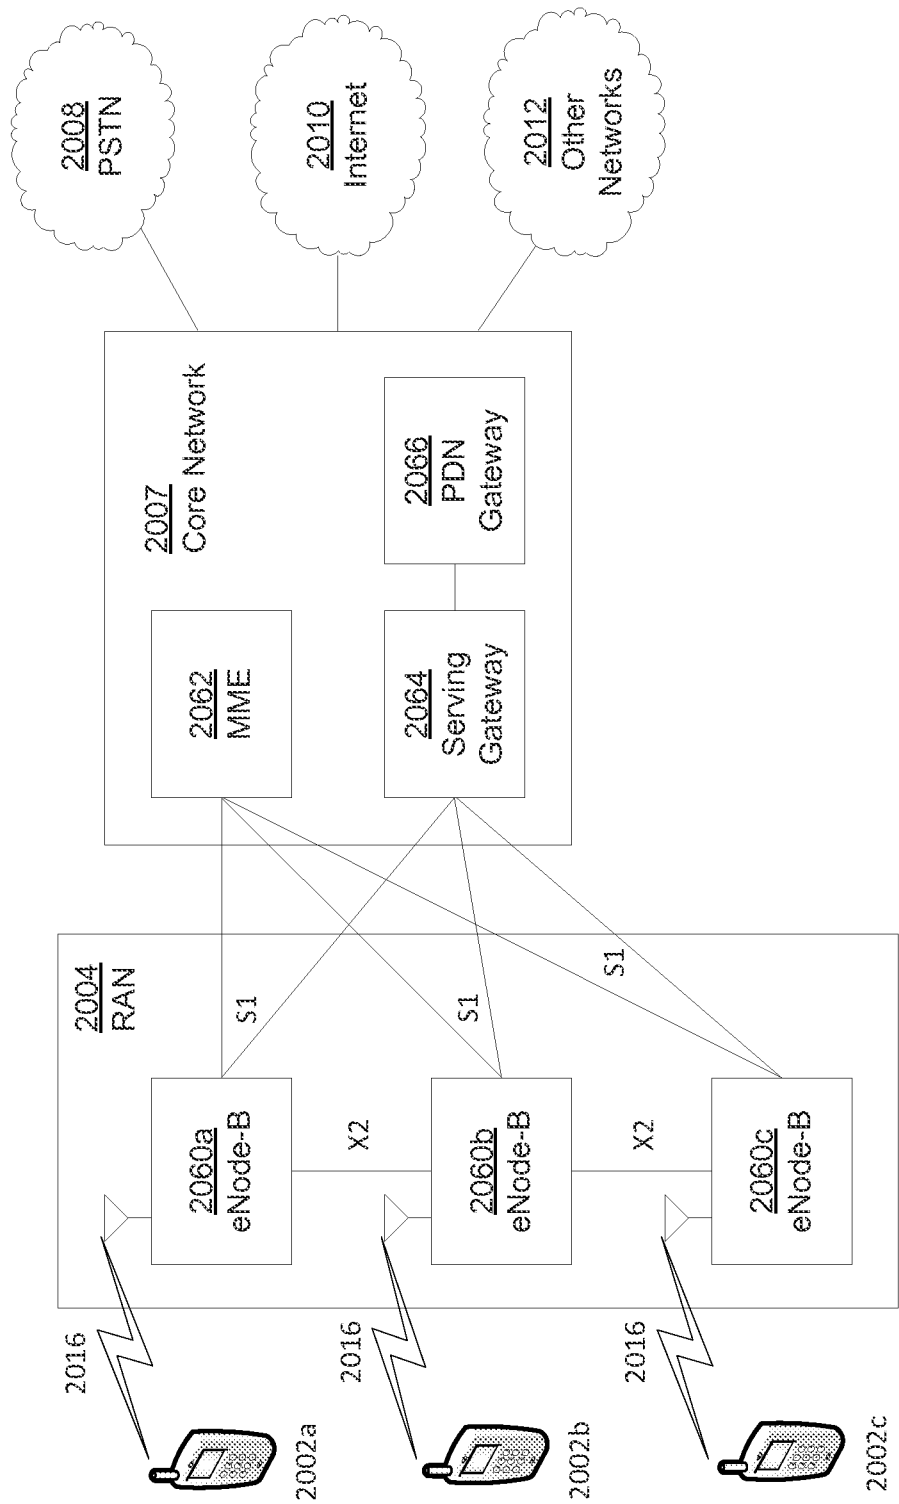 2002a
2016
2004
RAN
2060a
eNode-B
S1
X2
2002b
2016
2060b
eNode-B
S1
X2
2002c
2016
2060c
eNode-B
S1
2007
Core Network
2062
MME
2064
Serving
Gateway
2066
PDN
Gateway
2008
PSTN
2010
Internet
2012
Other
Networks